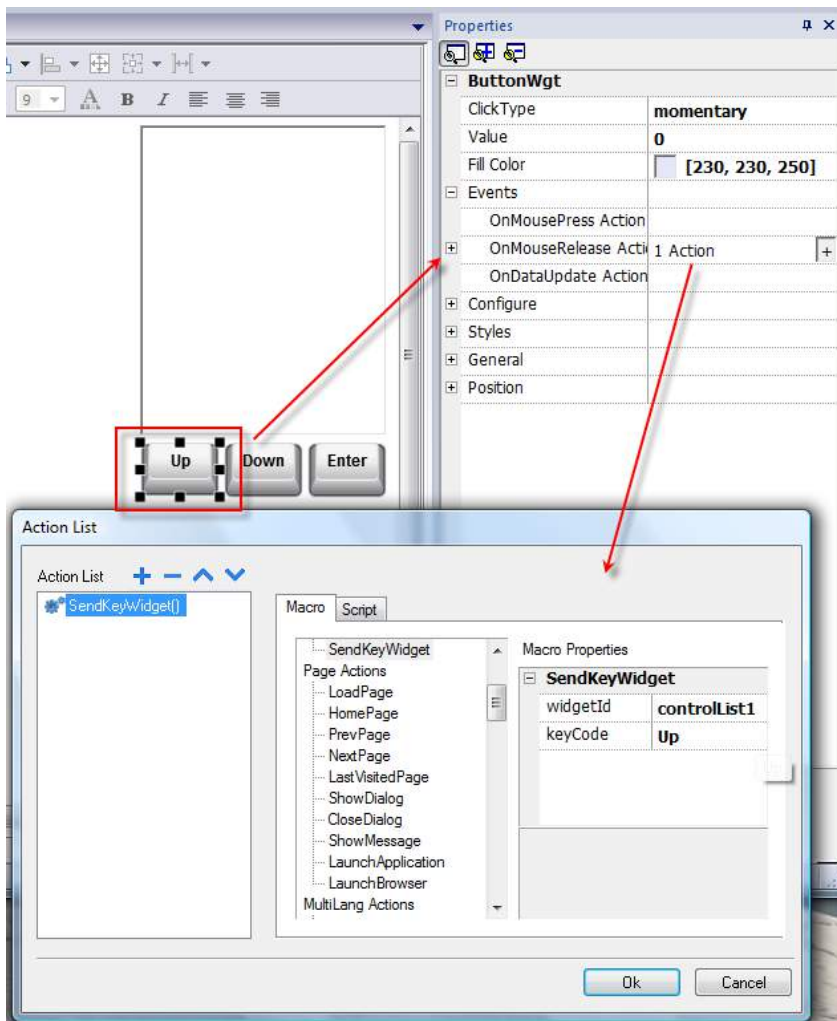 Properties
9 A B I
ButtonWgt
ClickType momentary
Value 0
Fill Color [230, 230, 250]
Events
OnMousePress Action
OnMouseRelease Acti 1 Action +
OnDataUpdate Action
Configure
Styles
General
Position
Up Down Enter
Action List
Action List
SendKeyWidget()
Macro Script
SendKeyWidget
Page Actions
LoadPage
HomePage
PrevPage
NextPage
LastVisitedPage
ShowDialog
CloseDialog
ShowMessage
LaunchApplication
LaunchBrowser
MultiLang Actions
Macro Properties
SendKeyWidget
widgetId controlList1
keyCode Up
Ok Cancel